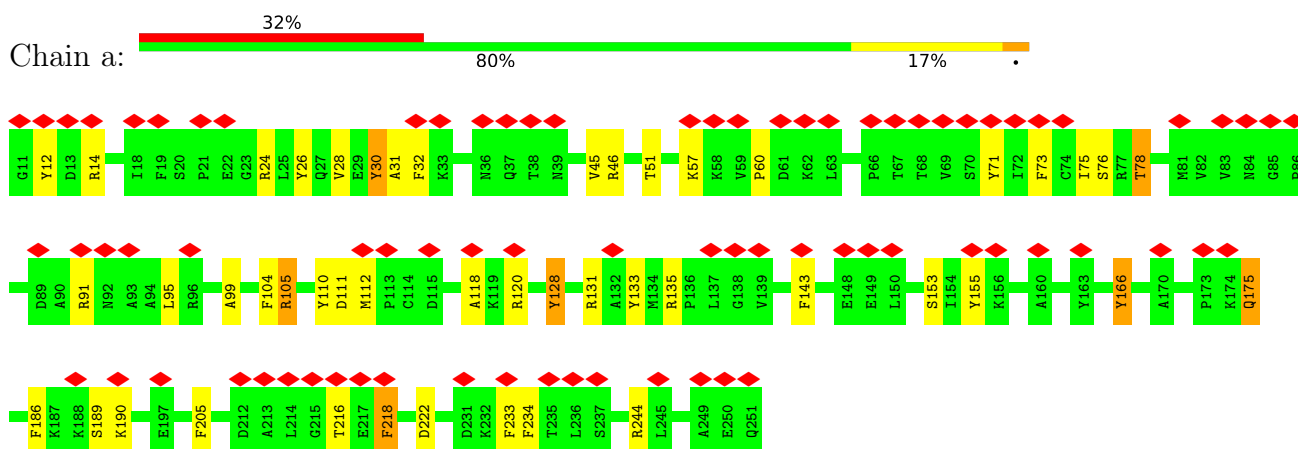 32%
Chain a:
80% 17% •
G11 Y12 D13 R14 I18 F19 S20 P21 E22 G23 R24 L25 Y26 Q27 V28 E29 Y30 A31 F32 K33 N36 Q37 T38 N39 V45 R46 T51 K57 K58 V59 P60 D61 K62 L63 P66 T67 T68 V69 S70 Y71 I72 F73 C74 I75 S76 R77 T78 M81 V82 V83 N84 G85 P86
D89 A90 R91 N92 A93 A94 L95 R96 A99 F104 R105 Y110 D111 M112 P113 C114 D115 A118 K119 R120 Y128 R131 A132 Y133 M134 R135 P136 L137 G138 V139 F143 E148 E149 L150 S153 I154 Y155 K156 A160 Y163 Y166 A170 P173 K174 Q175
F186 K187 K188 S189 K190 E197 F205 D212 A213 L214 G215 T216 E217 F218 D222 D231 K232 F233 F234 T235 L236 S237 R244 L245 A249 E250 Q251